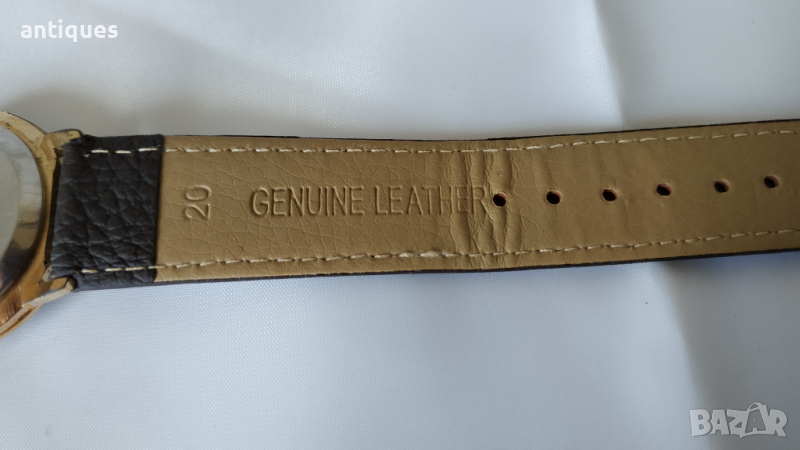 antiques
20
GENUINE LEATHER
BAZAR